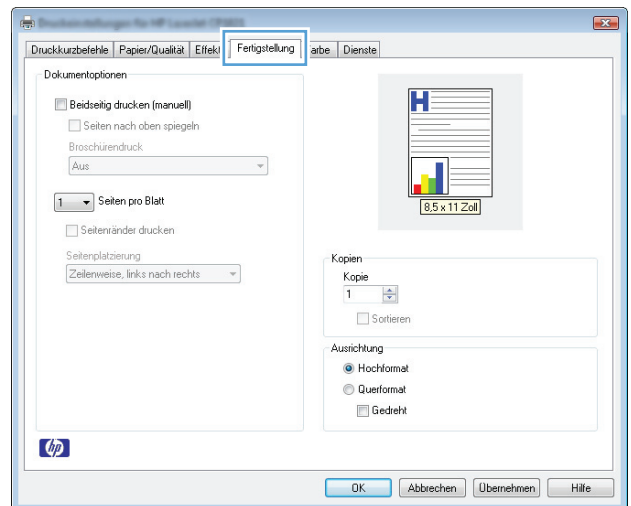 Druckkurzbefehle Papier/Qualität Effekt Fertigstellung arbe Dienste
Dokumentoptionen
Beidseitig drucken (manuell)
Seiten nach oben spiegeln
Broschürendruck
Aus
1 Seiten pro Blatt
Seitenränder drucken
Seitenplatzierung
Zeilenweise, links nach rechts
H
8,5 x 11 Zoll
Kopien
Kopie
1
Sortieren
Ausrichtung
Hochformat
Querformat
Gedreht
hp
OK Abbrechen Übernehmen Hilfe